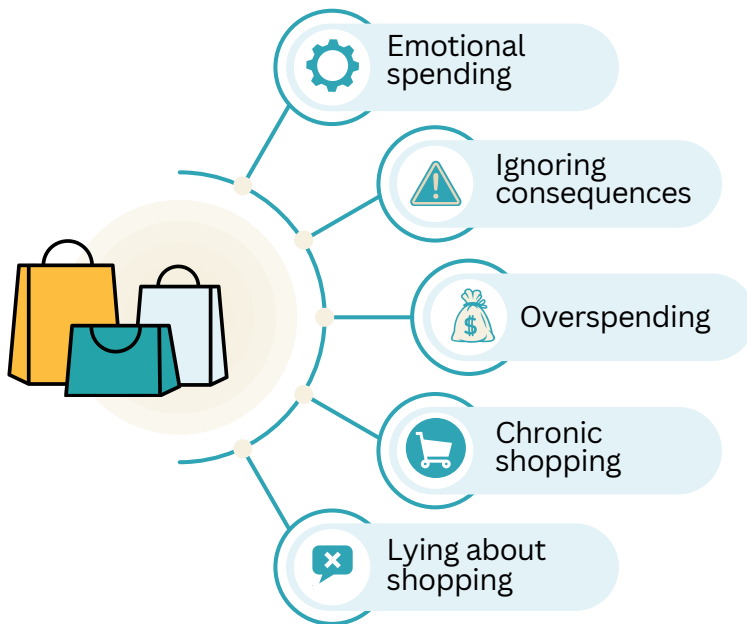 Emotional
spending
Ignoring
consequences
$
Overspending
Chronic
shopping
Lying about
shopping